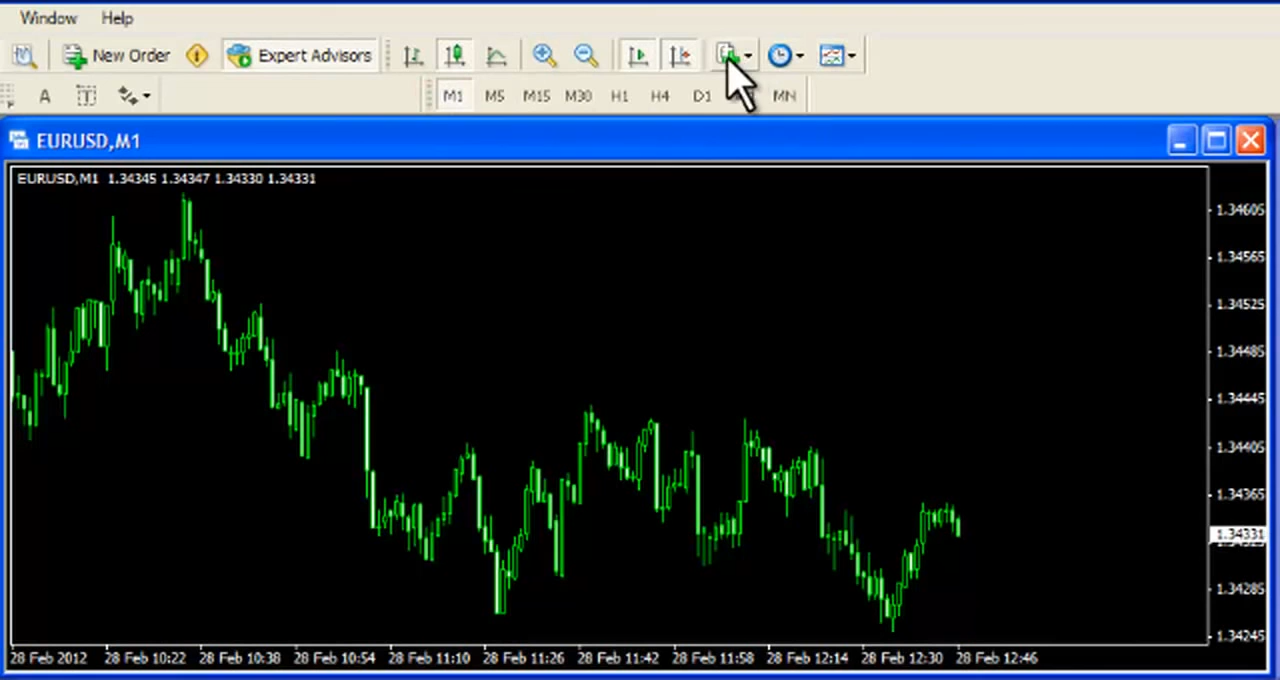 Window Help
New Order Expert Advisors
A T M1 M5 M15 M30 H1 H4 D1 MN
EURUSD,M1
EURUSD,M1 1.34345 1.34347 1.34330 1.34331
1.34605
1.34565
1.34525
1.34485
1.34445
1.34405
1.34365
1.34331
1.34285
1.34245
28 Feb 2012 28 Feb 10:22 28 Feb 10:38 28 Feb 10:54 28 Feb 11:10 28 Feb 11:26 28 Feb 11:42 28 Feb 11:58 28 Feb 12:14 28 Feb 12:30 28 Feb 12:46